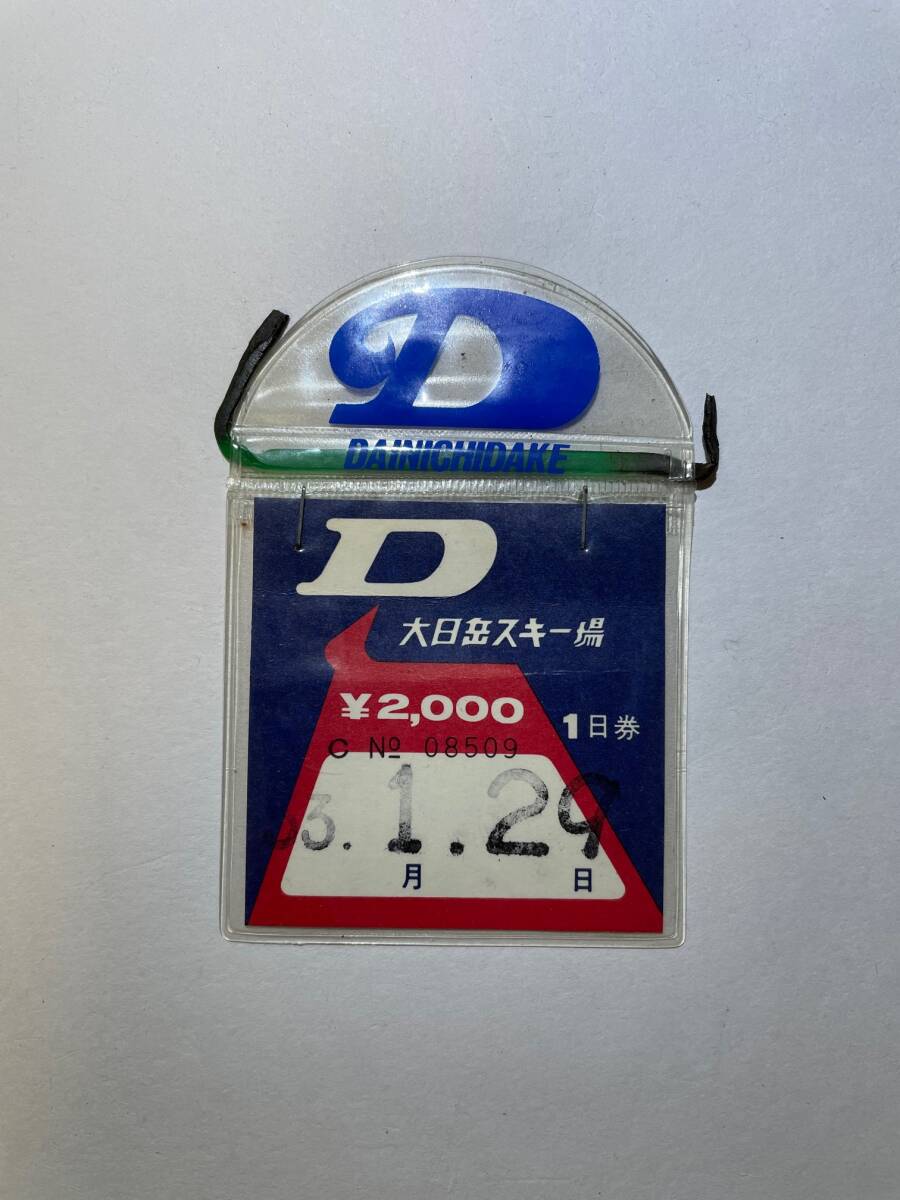 D
DAINICHIDAKE
D
大日岳スキー場
¥2,000
1日券
C № 08509
3.1.29
月 日